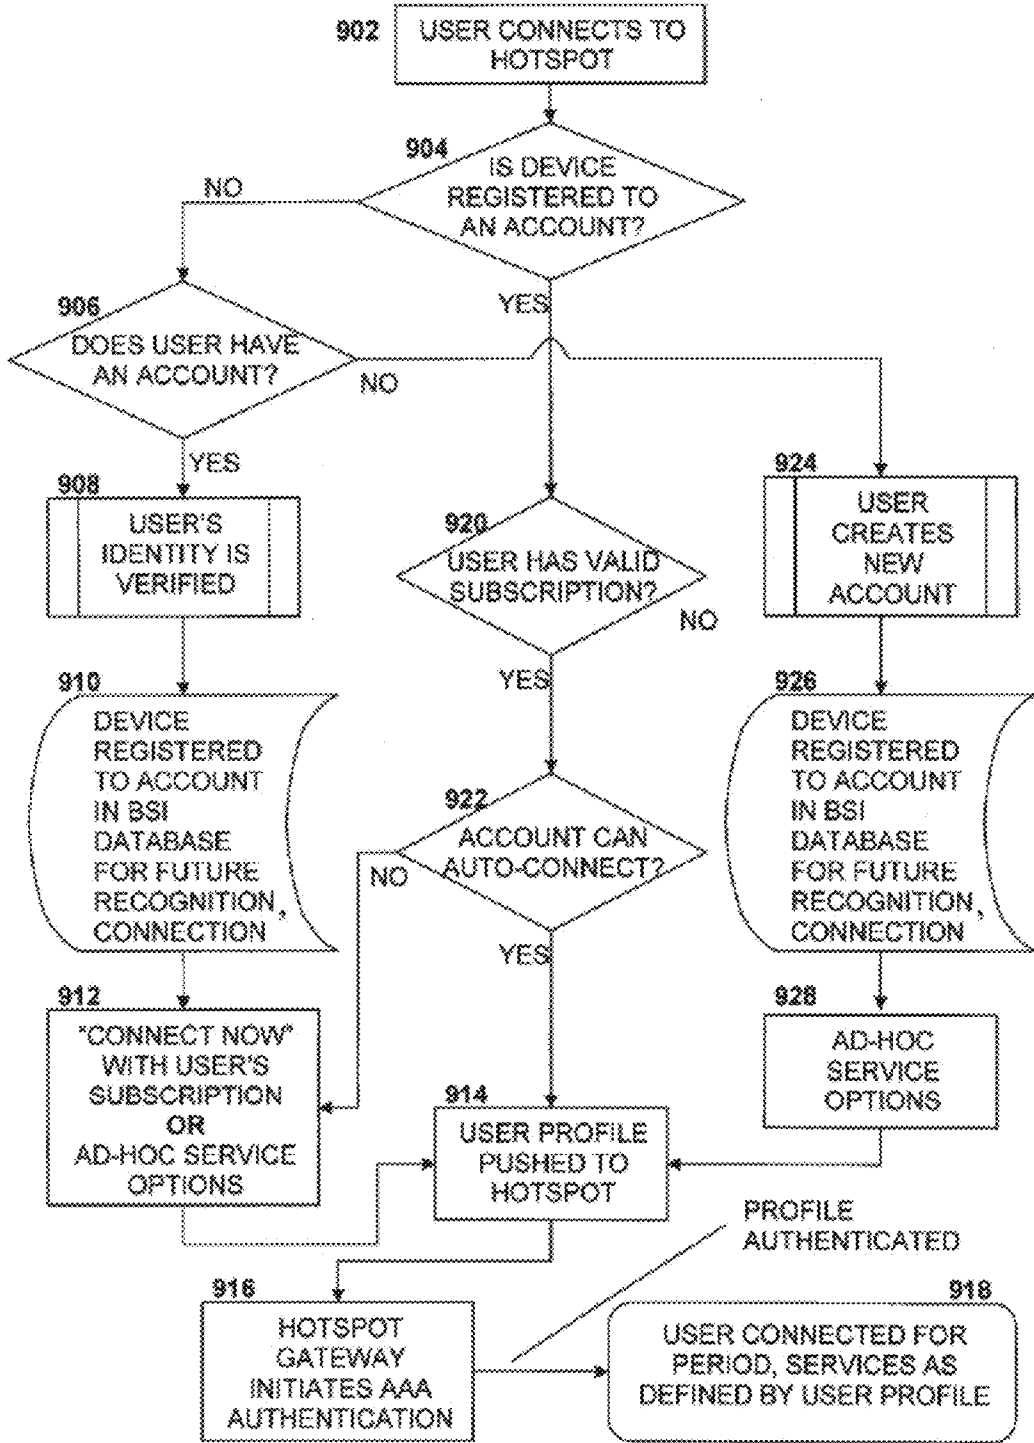 902
USER CONNECTS TO
HOTSPOT
904
IS DEVICE
REGISTERED TO
AN ACCOUNT?
NO
YES
906
DOES USER HAVE
AN ACCOUNT?
NO
YES
908
USER'S
IDENTITY IS
VERIFIED
920
USER HAS VALID
SUBSCRIPTION?
NO
YES
924
USER
CREATES
NEW
ACCOUNT
910
DEVICE
REGISTERED
TO ACCOUNT
IN BSI
DATABASE
FOR FUTURE
RECOGNITION,
CONNECTION
922
ACCOUNT CAN
AUTO-CONNECT?
NO
YES
926
DEVICE
REGISTERED
TO ACCOUNT
IN BSI
DATABASE
FOR FUTURE
RECOGNITION,
CONNECTION
912
"CONNECT NOW"
WITH USER'S
SUBSCRIPTION
OR
AD-HOC SERVICE
OPTIONS
914
USER PROFILE
PUSHED TO
HOTSPOT
928
AD-HOC
SERVICE
OPTIONS
PROFILE
AUTHENTICATED
916
HOTSPOT
GATEWAY
INITIATES AAA
AUTHENTICATION
918
USER CONNECTED FOR
PERIOD, SERVICES AS
DEFINED BY USER PROFILE